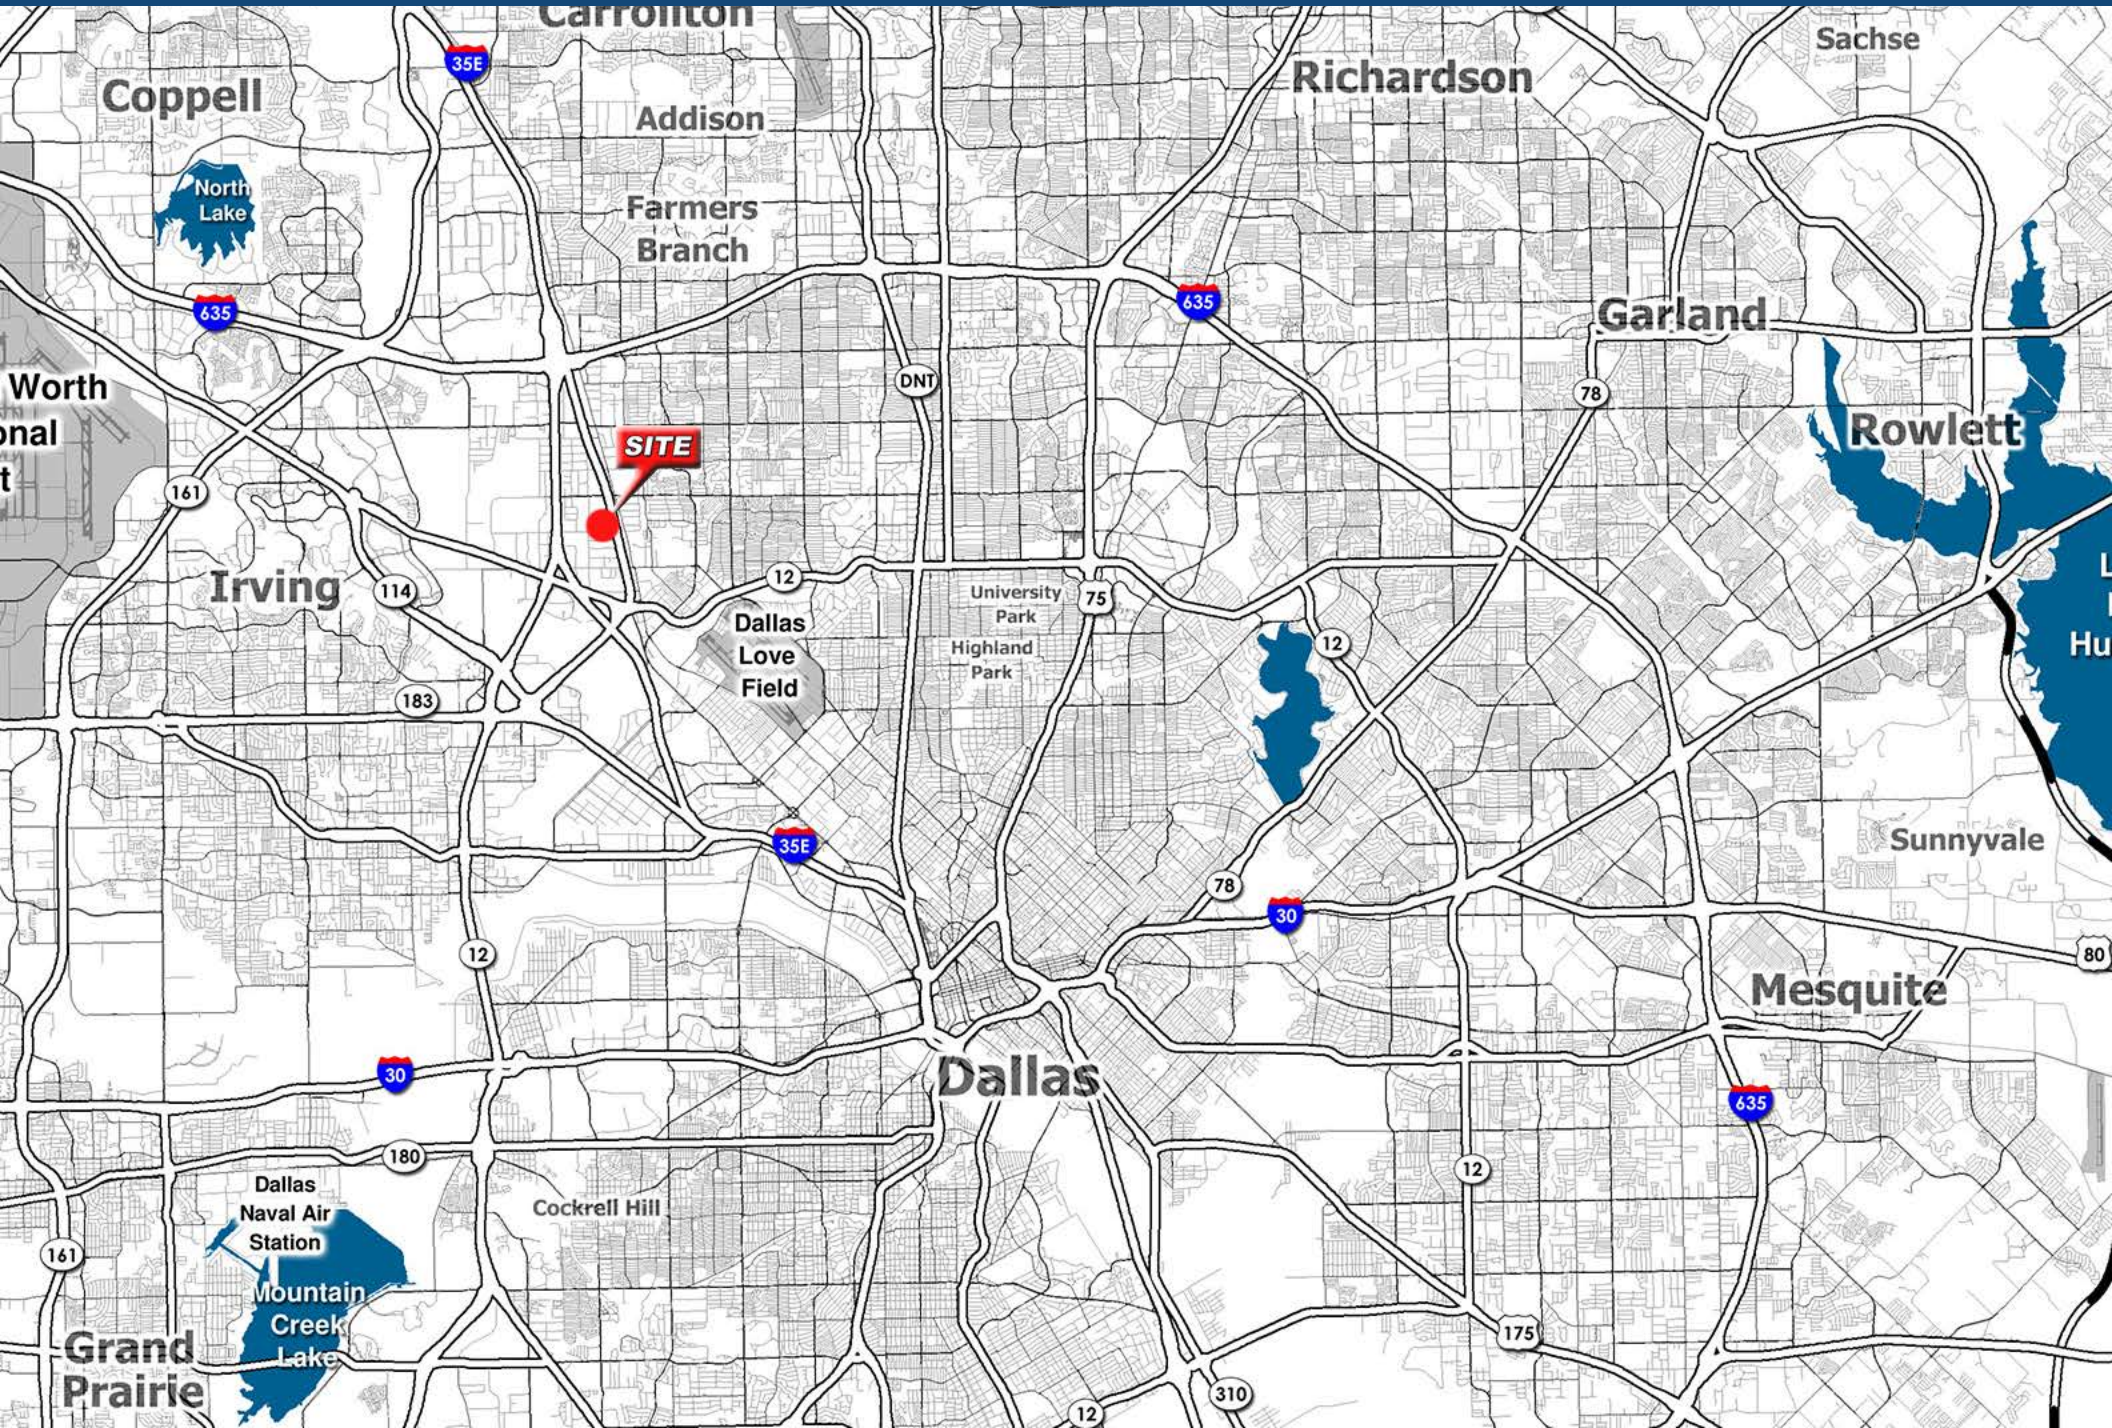 Carrollton
Sachse
35E
Richardson
Coppell
Addison
North
Lake
Farmers
Branch
635
635
Garland
Worth
onal
t
DNT
78
Rowlett
SITE
161
Irving
114
12
University
Park
75
Dallas
Love
Field
Highland
Park
12
L
Hu
183
35E
Sunnyvale
78
30
12
80
Mesquite
30
Dallas
635
180
12
Dallas
Naval Air
Station
Cockrell Hill
161
Mountain
Creek
Lake
175
Grand
Prairie
310
12